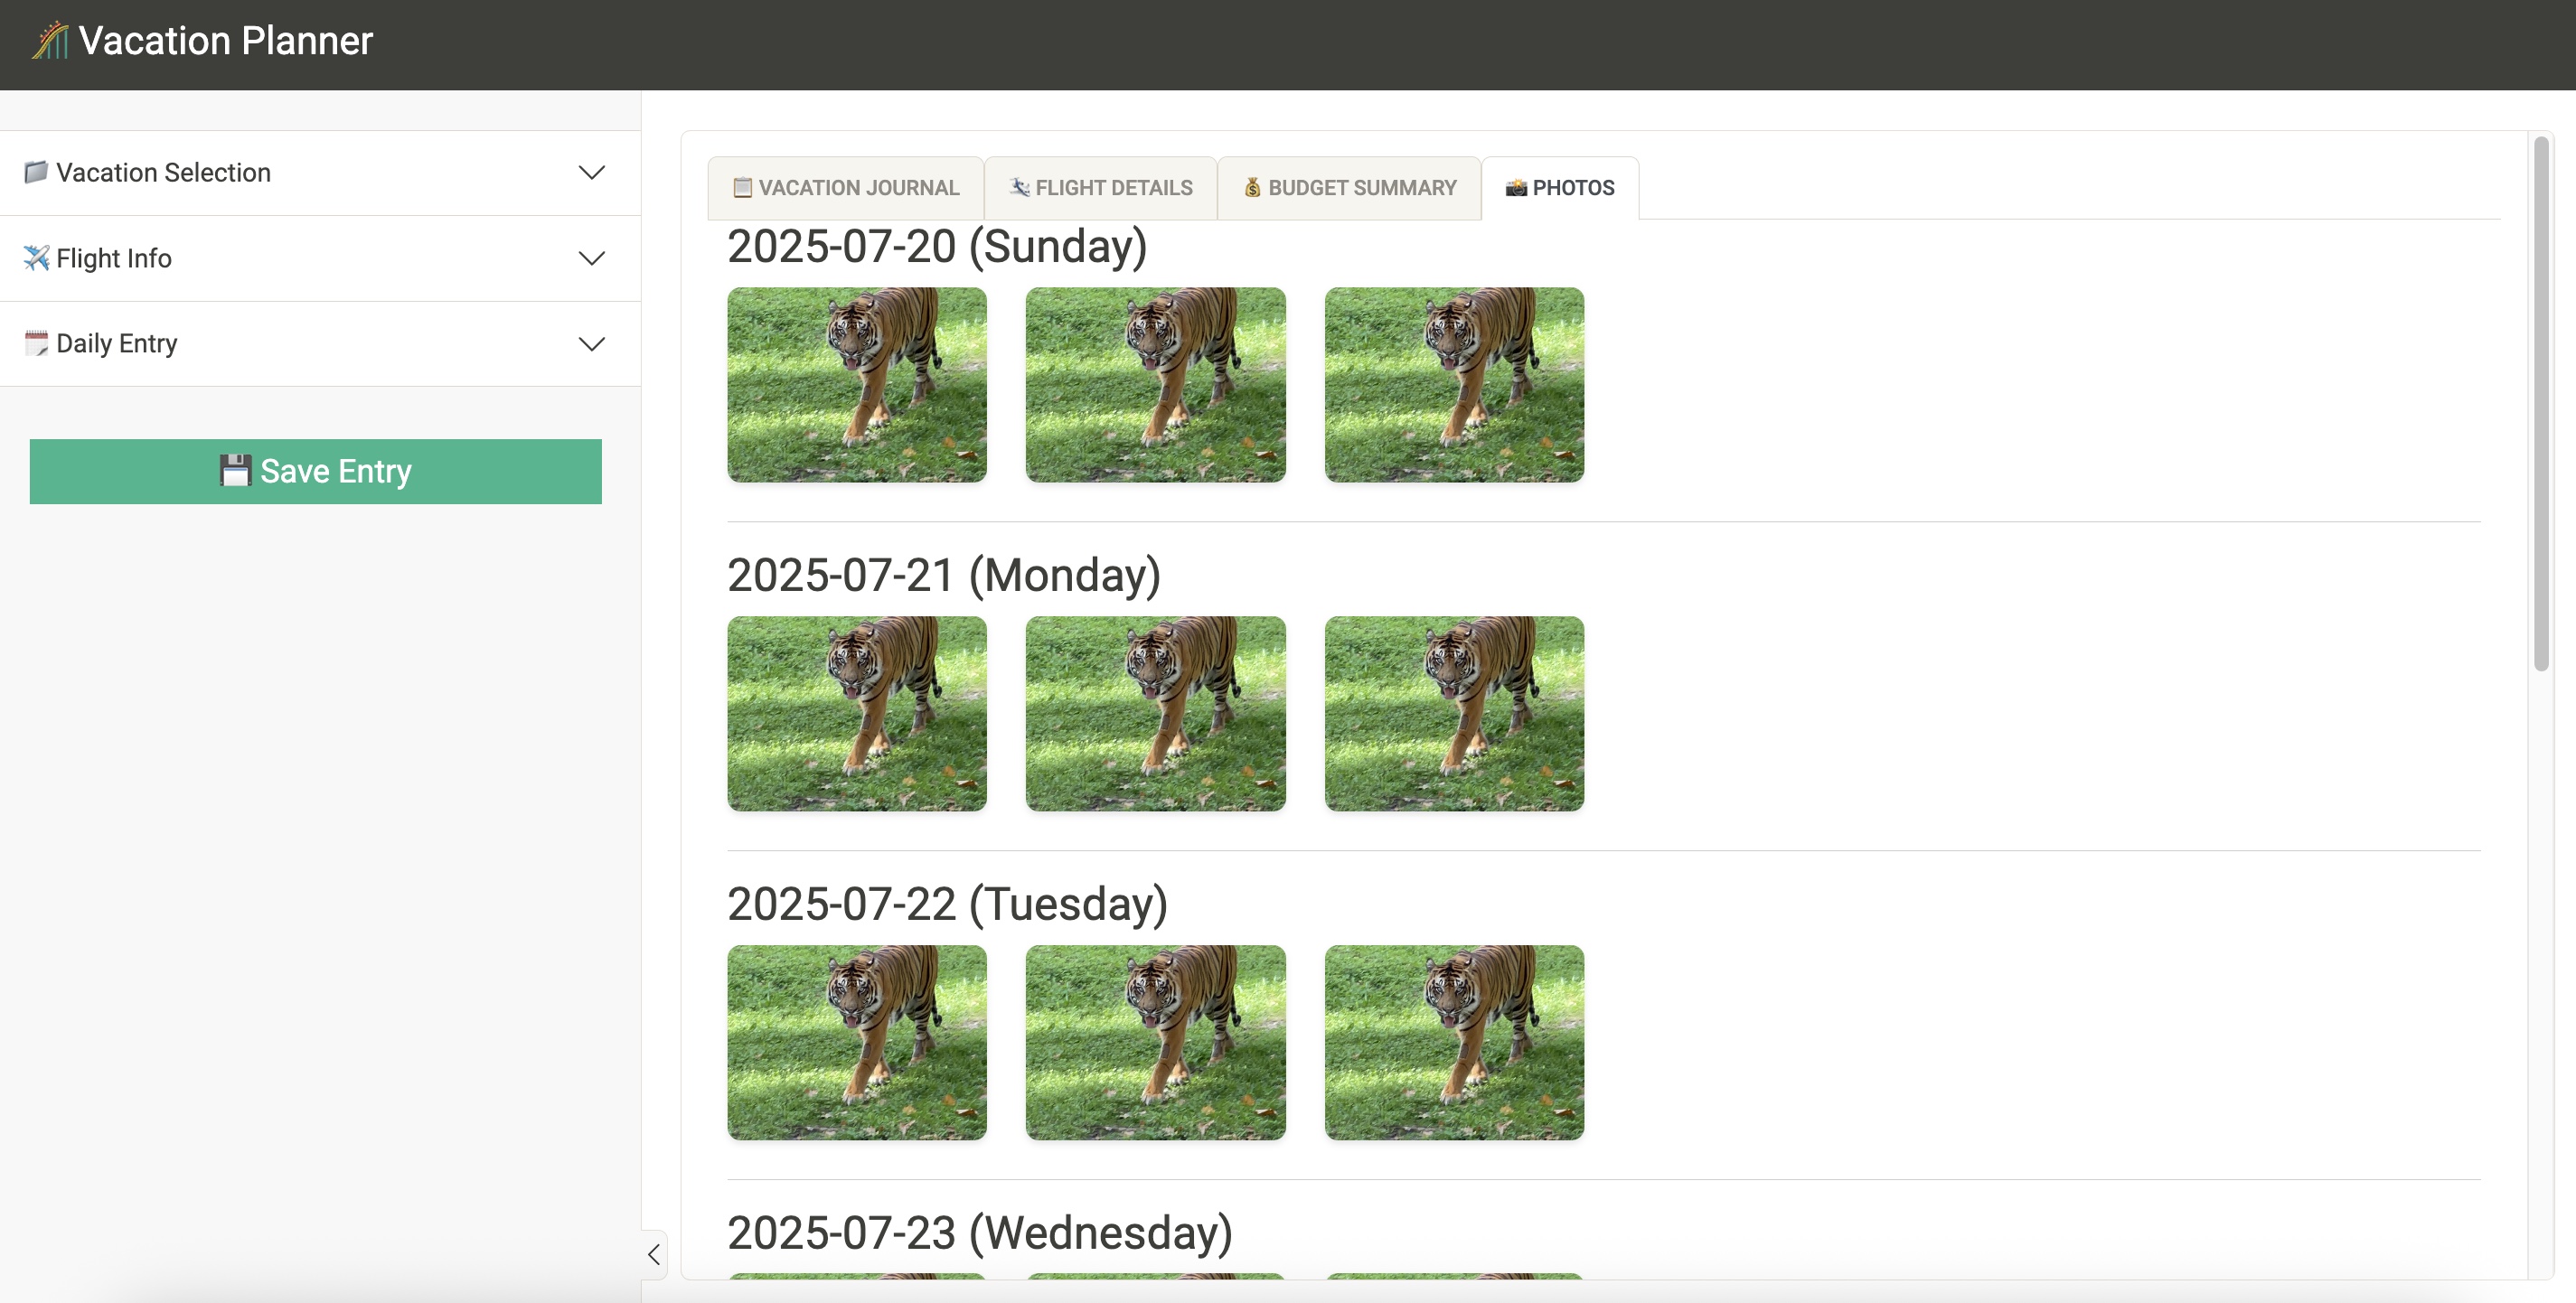 Vacation Planner
Vacation Selection
Flight Info
Daily Entry
Save Entry
VACATION JOURNAL
FLIGHT DETAILS
BUDGET SUMMARY
PHOTOS
2025-07-20 (Sunday)
2025-07-21 (Monday)
2025-07-22 (Tuesday)
2025-07-23 (Wednesday)